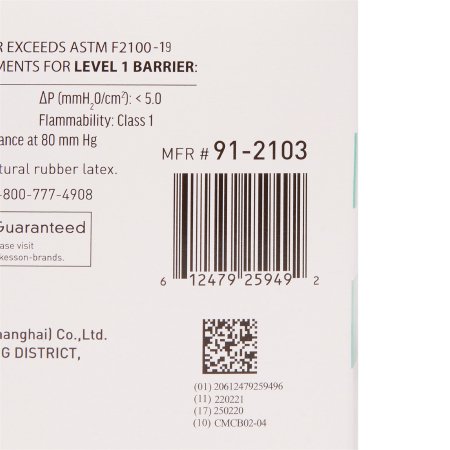 R EXCEEDS ASTM F2100-19
MENTS FOR LEVEL 1 BARRIER:
ΔP (mmH₂O/cm²): < 5.0
Flammability: Class 1
ance at 80 mm Hg
MFR # 91-2103
tural rubber latex.
-800-777-4908
Guaranteed
ase visit
kesson-brands.
6 12479 25949 2
anghai) Co.,Ltd.
G DISTRICT,
(01) 20612479259496
(11) 220221
(17) 250220
(10) CMCB02-04